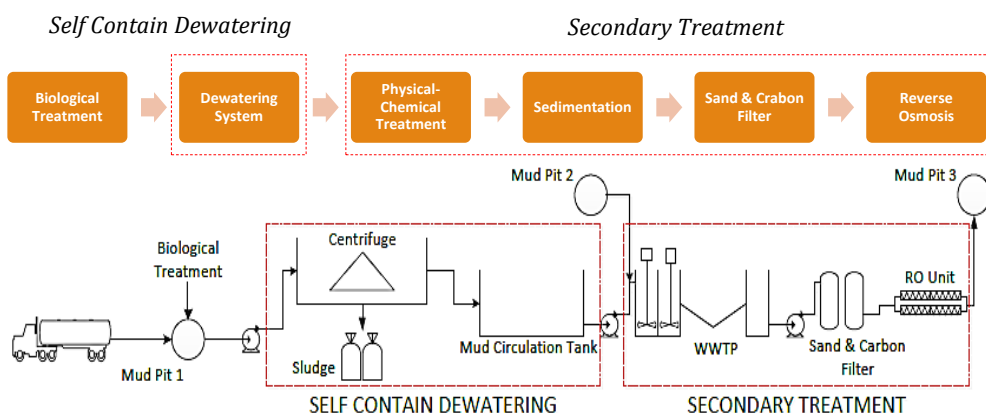 Self Contain Dewatering
Secondary Treatment
Biological
Treatment
Dewatering
System
Physical-
Chemical
Treatment
Sedimentation
Sand & Crabon
Filter
Reverse
Osmosis
Mud Pit 2
Mud Pit 3
Biological
Treatment
Centrifuge
RO Unit
Mud Pit 1
Sludge
Mud Circulation Tank
WWTP
Sand & Carbon
Filter
SELF CONTAIN DEWATERING
SECONDARY TREATMENT